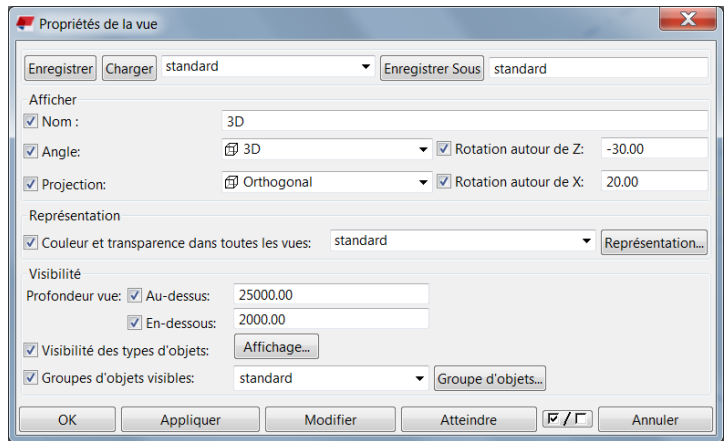 Propriétés de la vue
Enregistrer Charger standard Enregistrer Sous standard
Afficher
Nom : 3D
Angle: 3D Rotation autour de Z: -30.00
Projection: Orthogonal Rotation autour de X: 20.00
Représentation
Couleur et transparence dans toutes les vues: standard Représentation...
Visibilité
Profondeur vue: Au-dessus: 25000.00
En-dessous: 2000.00
Visibilité des types d'objets: Affichage...
Groupes d'objets visibles: standard Groupe d'objets...
OK Appliquer Modifier Atteindre / Annuler